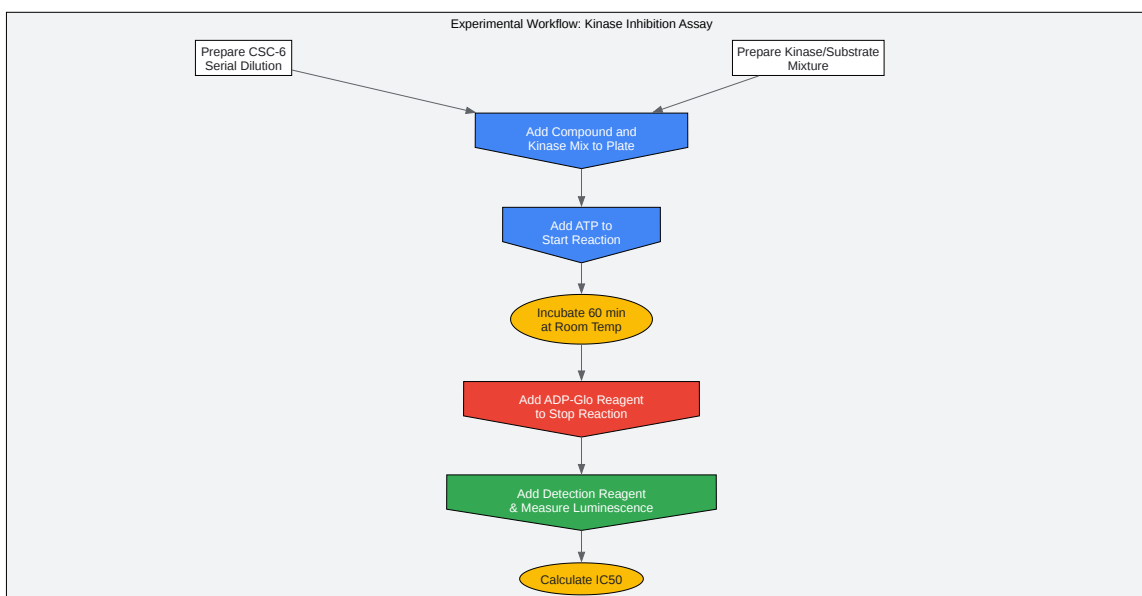 Experimental Workflow: Kinase Inhibition Assay
Prepare CSC-6
Serial Dilution
Prepare Kinase/Substrate
Mixture
Add Compound and
Kinase Mix to Plate
Add ATP to
Start Reaction
Incubate 60 min
at Room Temp
Add ADP-Glo Reagent
to Stop Reaction
Add Detection Reagent
& Measure Luminescence
Calculate IC50